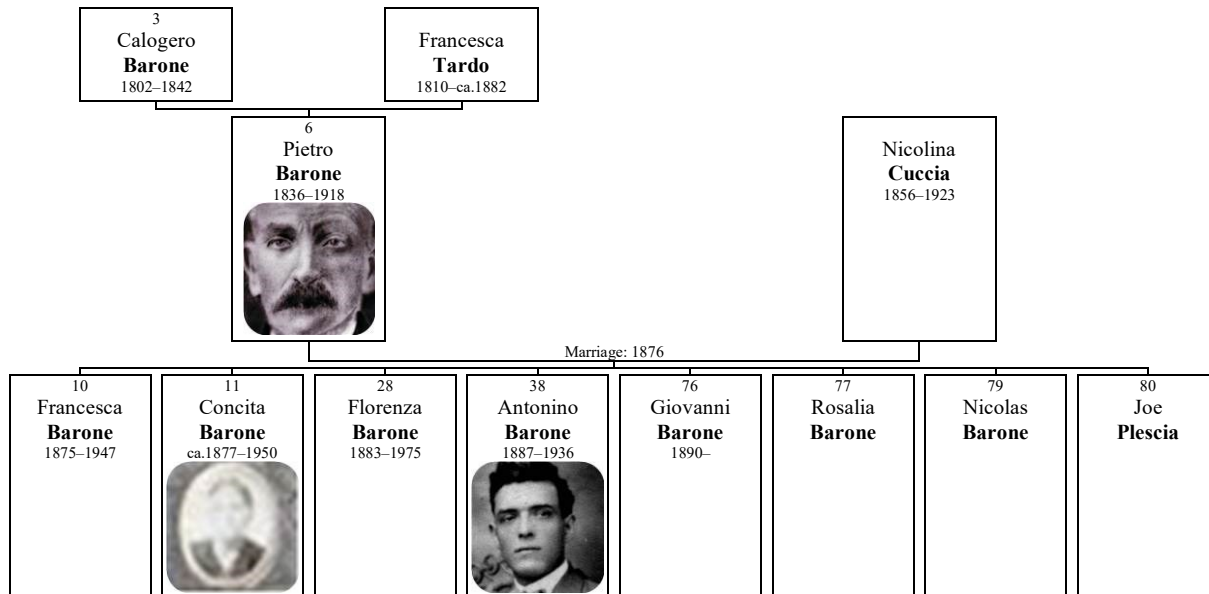 3
Calogero
Barone
1802–1842
Francesca
Tardo
1810–ca.1882
6
Pietro
Barone
1836–1918
Nicolina
Cuccia
1856–1923
Marriage: 1876
10
Francesca
Barone
1875–1947
11
Concita
Barone
ca.1877–1950
28
Florenza
Barone
1883–1975
38
Antonino
Barone
1887–1936
76
Giovanni
Barone
1890–
77
Rosalia
Barone
79
Nicolas
Barone
80
Joe
Plescia